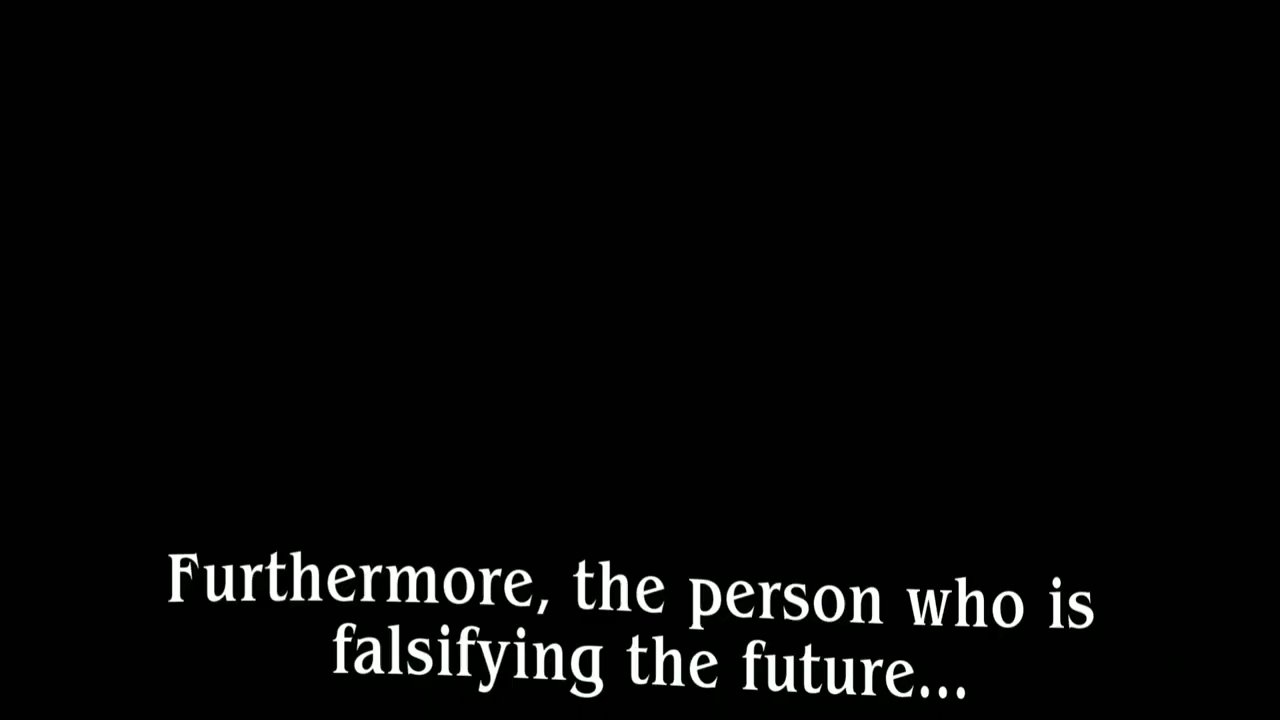 Furthermore, the person who is
falsifying the future...